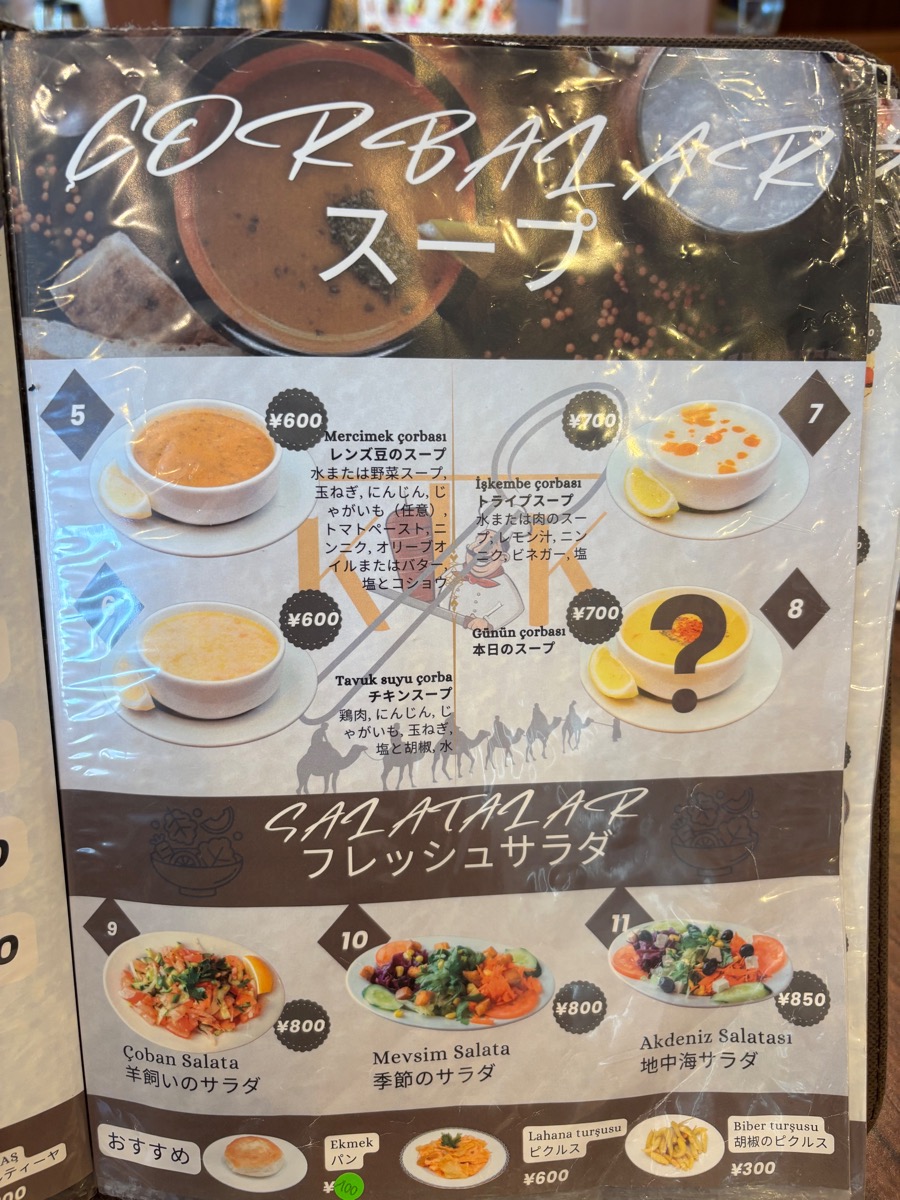 ÇORBALAR
スープ
5
¥600
Mercimek çorbası
レンズ豆のスープ
水または野菜スープ,
玉ねぎ, にんじん, じ
ゃがいも（任意）,
トマトペースト, ニ
ンニク, オリーブオ
イルまたはバター,
塩とコショウ
¥700
7
İşkembe çorbası
トライプスープ
水または肉のスー
プ, レモン汁, ニン
ニク, ビネガー, 塩
6
¥600
Tavuk suyu çorba
チキンスープ
鶏肉, にんじん, じ
ゃがいも, 玉ねぎ,
塩と胡椒, 水
¥700
8
Günün çorbası
本日のスープ
?
SALATALAR
フレッシュサラダ
9
¥800
Çoban Salata
羊飼いのサラダ
10
¥800
Mevsim Salata
季節のサラダ
11
¥850
Akdeniz Salatası
地中海サラダ
おすすめ
Ekmek
パン
¥100
Lahana turşusu
ピクルス
¥600
Biber turşusu
胡椒のピクルス
¥300